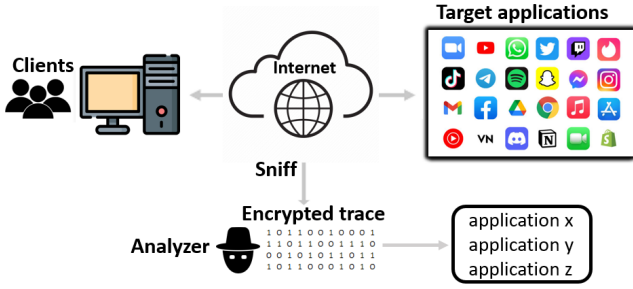 Target applications
Clients
Internet
VN
Sniff
Encrypted trace
Analyzer
1 0 1 1 0 0 1 0 0 0 1
1 1 0 1 1 0 0 1 1 1 0
0 0 1 0 1 0 1 1 0 1 1
1 0 1 1 0 0 0 1 0 1 0
application x
application y
application z